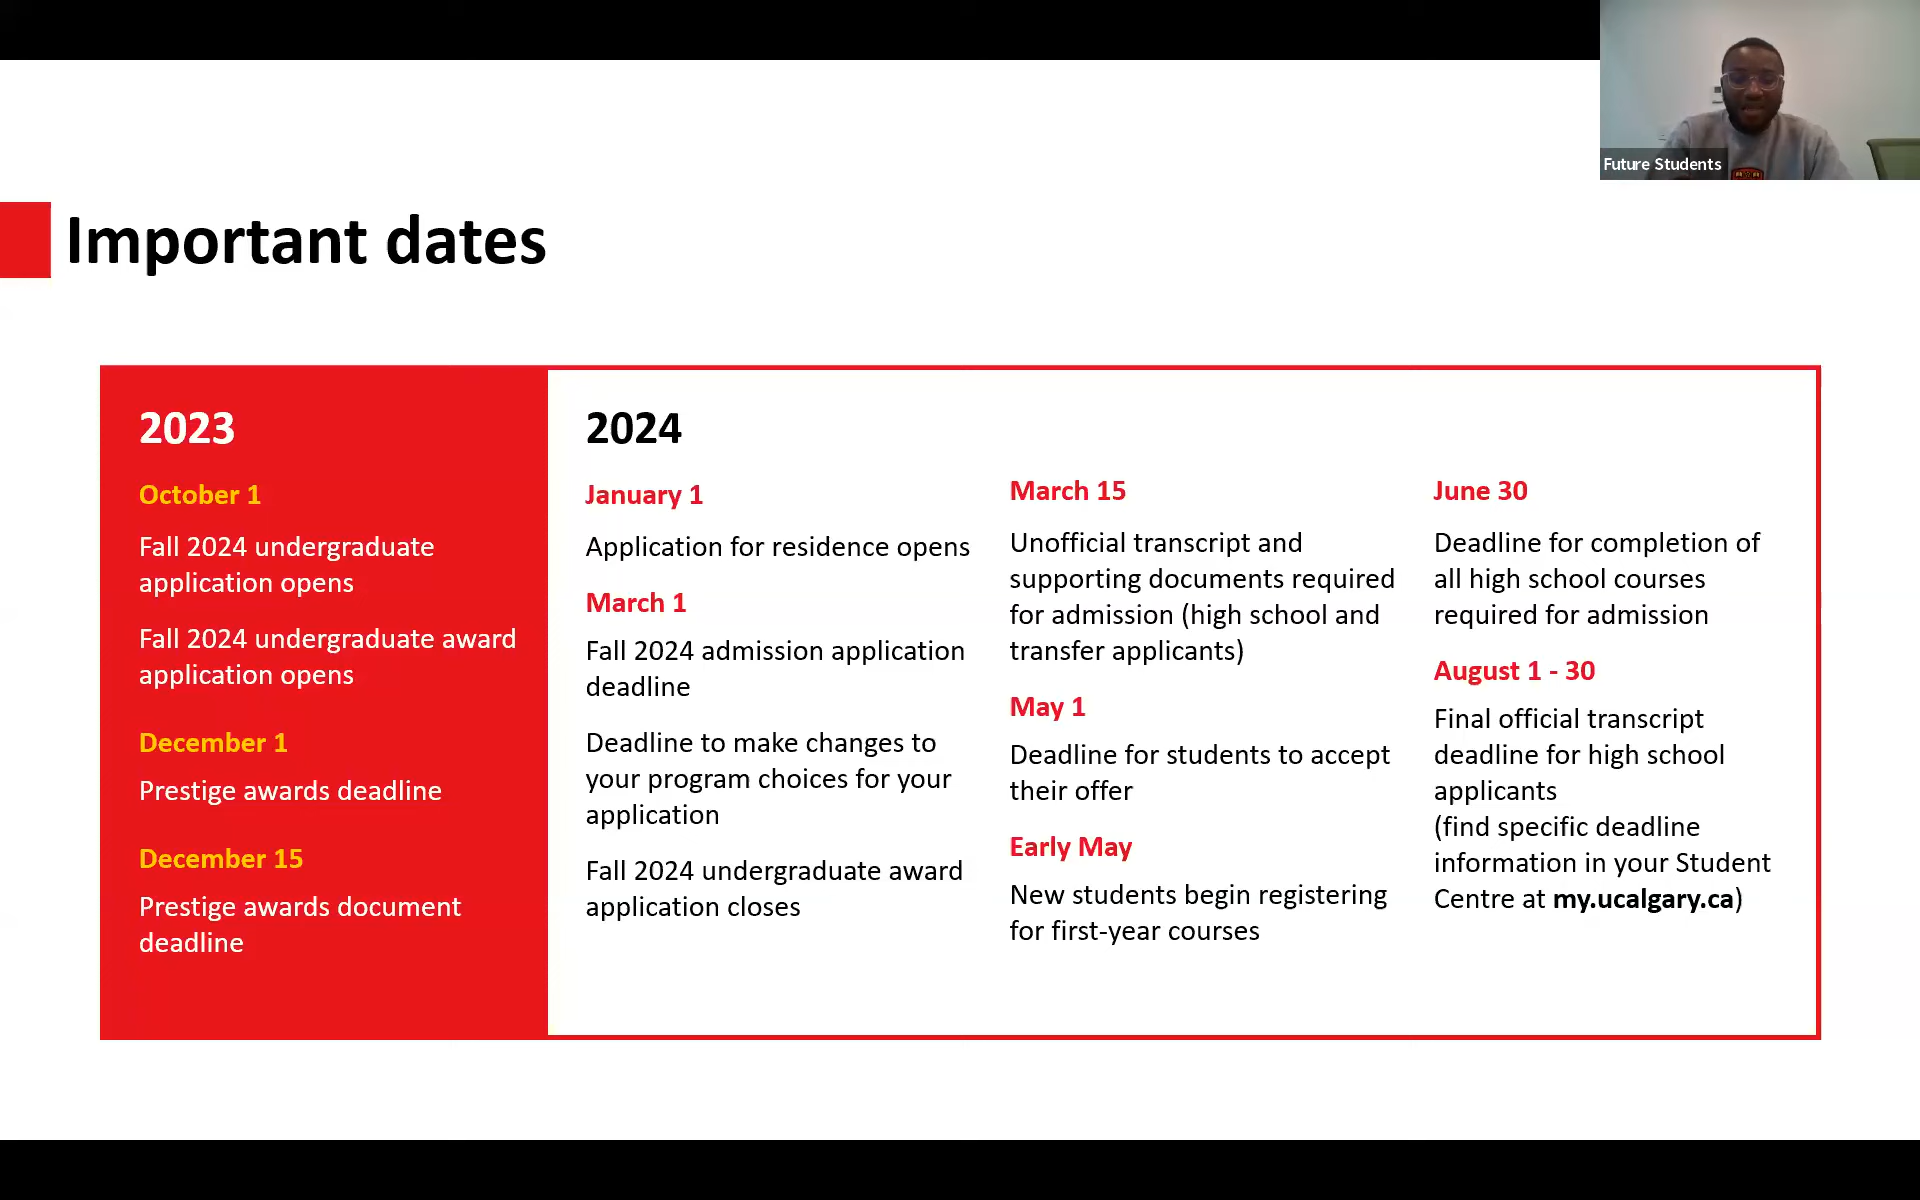 Future Students
Important dates
2023
October 1
Fall 2024 undergraduate
application opens
Fall 2024 undergraduate award
application opens
December 1
Prestige awards deadline
December 15
Prestige awards document
deadline
2024
January 1
Application for residence opens
March 1
Fall 2024 admission application
deadline
Deadline to make changes to
your program choices for your
application
Fall 2024 undergraduate award
application closes
March 15
Unofficial transcript and
supporting documents required
for admission (high school and
transfer applicants)
May 1
Deadline for students to accept
their offer
Early May
New students begin registering
for first-year courses
June 30
Deadline for completion of
all high school courses
required for admission
August 1 - 30
Final official transcript
deadline for high school
applicants
(find specific deadline
information in your Student
Centre at my.ucalgary.ca)